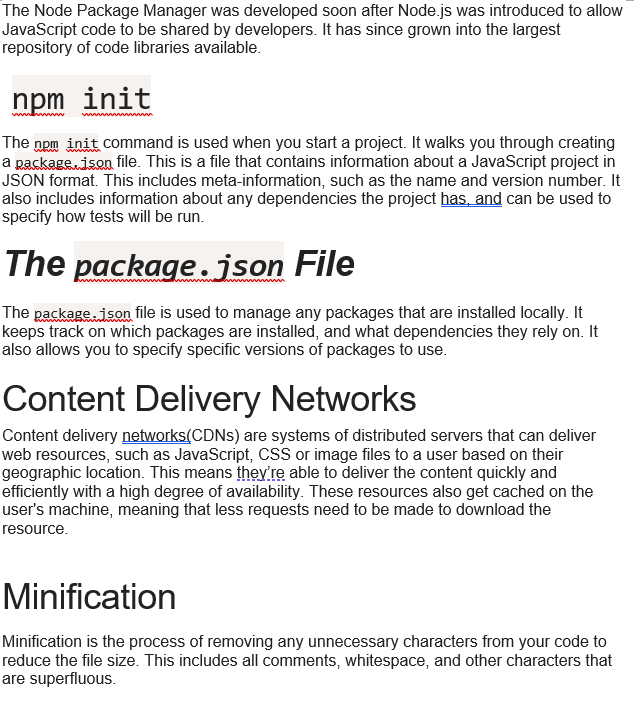 The Node Package Manager was developed soon after Node.js was introduced to allow
JavaScript code to be shared by developers. It has since grown into the largest
repository of code libraries available.
npm init
The npm init command is used when you start a project. It walks you through creating
a package.json file. This is a file that contains information about a JavaScript project in
JSON format. This includes meta-information, such as the name and version number. It
also includes information about any dependencies the project has, and can be used to
specify how tests will be run.
The package.json File
The package.json file is used to manage any packages that are installed locally. It
keeps track on which packages are installed, and what dependencies they rely on. It
also allows you to specify specific versions of packages to use.
Content Delivery Networks
Content delivery networks(CDNs) are systems of distributed servers that can deliver
web resources, such as JavaScript, CSS or image files to a user based on their
geographic location. This means they're able to deliver the content quickly and
efficiently with a high degree of availability. These resources also get cached on the
user's machine, meaning that less requests need to be made to download the
resource.
Minification
Minification is the process of removing any unnecessary characters from your code to
reduce the file size. This includes all comments, whitespace, and other characters that
are superfluous.